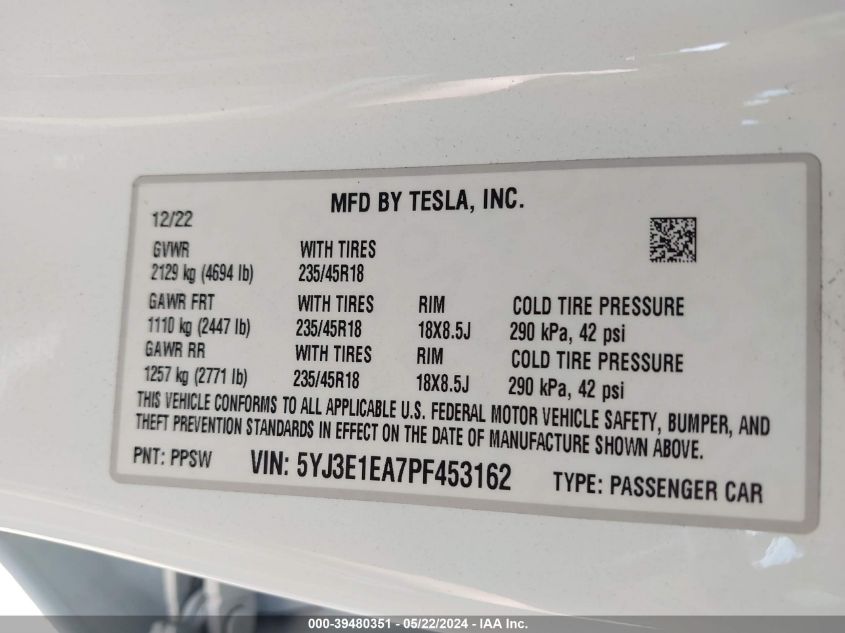 MFD BY TESLA, INC.
12/22
GVWR WITH TIRES
2129 kg (4694 lb) 235/45R18
GAWR FRT WITH TIRES RIM COLD TIRE PRESSURE
1110 kg (2447 lb) 235/45R18 18X8.5J 290 kPa, 42 psi
GAWR RR WITH TIRES RIM COLD TIRE PRESSURE
1257 kg (2771 lb) 235/45R18 18X8.5J 290 kPa, 42 psi
THIS VEHICLE CONFORMS TO ALL APPLICABLE U.S. FEDERAL MOTOR VEHICLE SAFETY, BUMPER, AND
THEFT PREVENTION STANDARDS IN EFFECT ON THE DATE OF MANUFACTURE SHOWN ABOVE.
PNT: PPSW VIN: 5YJ3E1EA7PF453162 TYPE: PASSENGER CAR
000-39480351 - 05/22/2024 - IAA Inc.